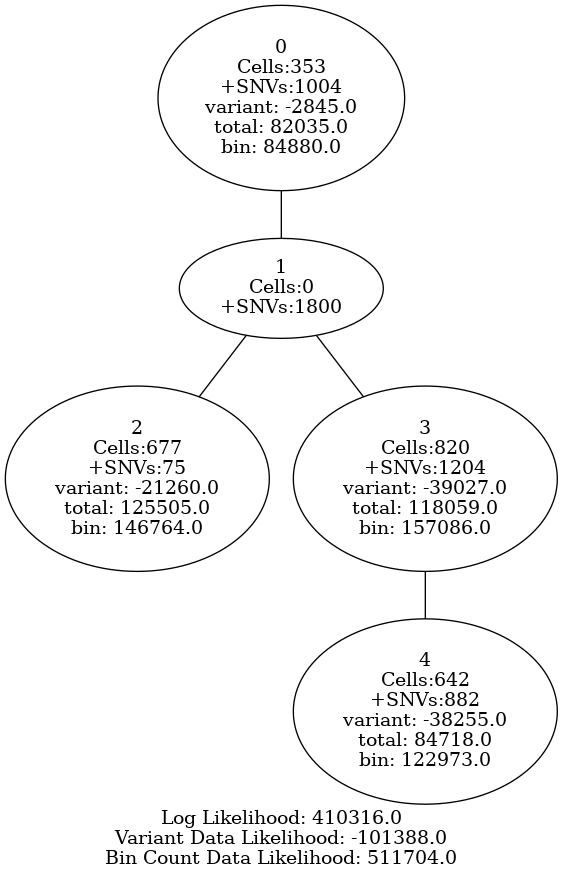 0
Cells:353
+SNVs:1004
variant: -2845.0
total: 82035.0
bin: 84880.0
1
Cells:0
+SNVs:1800
2
Cells:677
+SNVs:75
variant: -21260.0
total: 125505.0
bin: 146764.0
3
Cells:820
+SNVs:1204
variant: -39027.0
total: 118059.0
bin: 157086.0
4
Cells:642
+SNVs:882
variant: -38255.0
total: 84718.0
bin: 122973.0
Log Likelihood: 410316.0
Variant Data Likelihood: -101388.0
Bin Count Data Likelihood: 511704.0